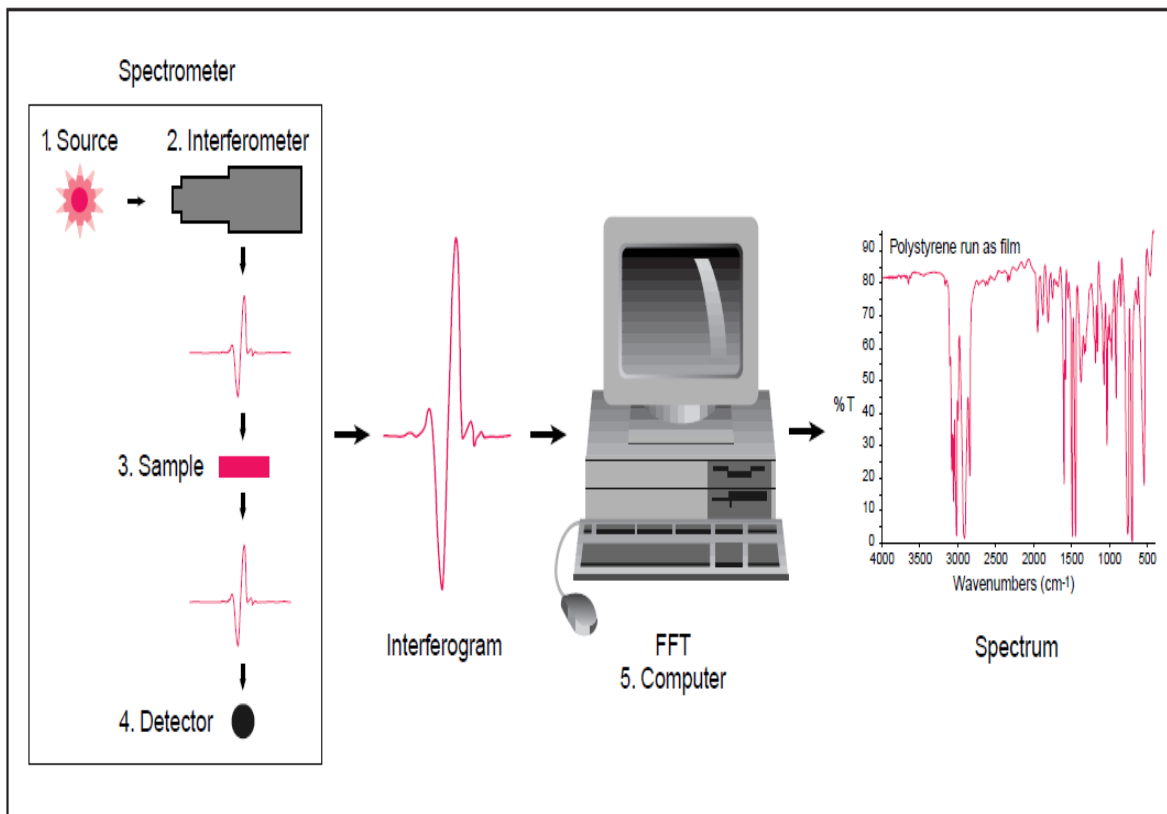 Spectrometer
1. Source
2. Interferometer
3. Sample
4. Detector
Interferogram
FFT
5. Computer
Polystyrene run as film
%T
90
80
70
60
50
40
30
20
10
0
4000 3000 2500 2000 1500 1000 500
Wavenumbers (cm-1)
Spectrum